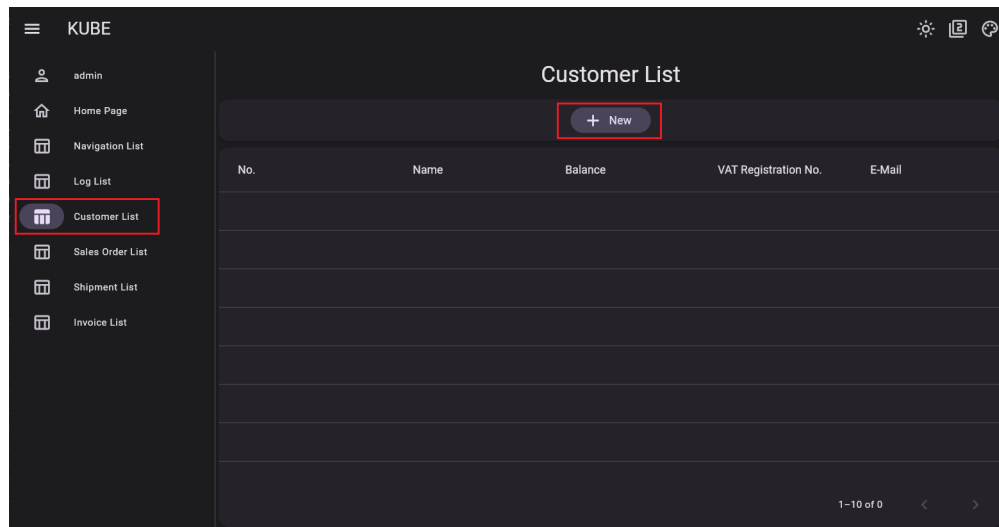 KUBE
admin
Home Page
Navigation List
Log List
Customer List
Sales Order List
Shipment List
Invoice List
Customer List
+ New
No. Name Balance VAT Registration No. E-Mail
1–10 of 0